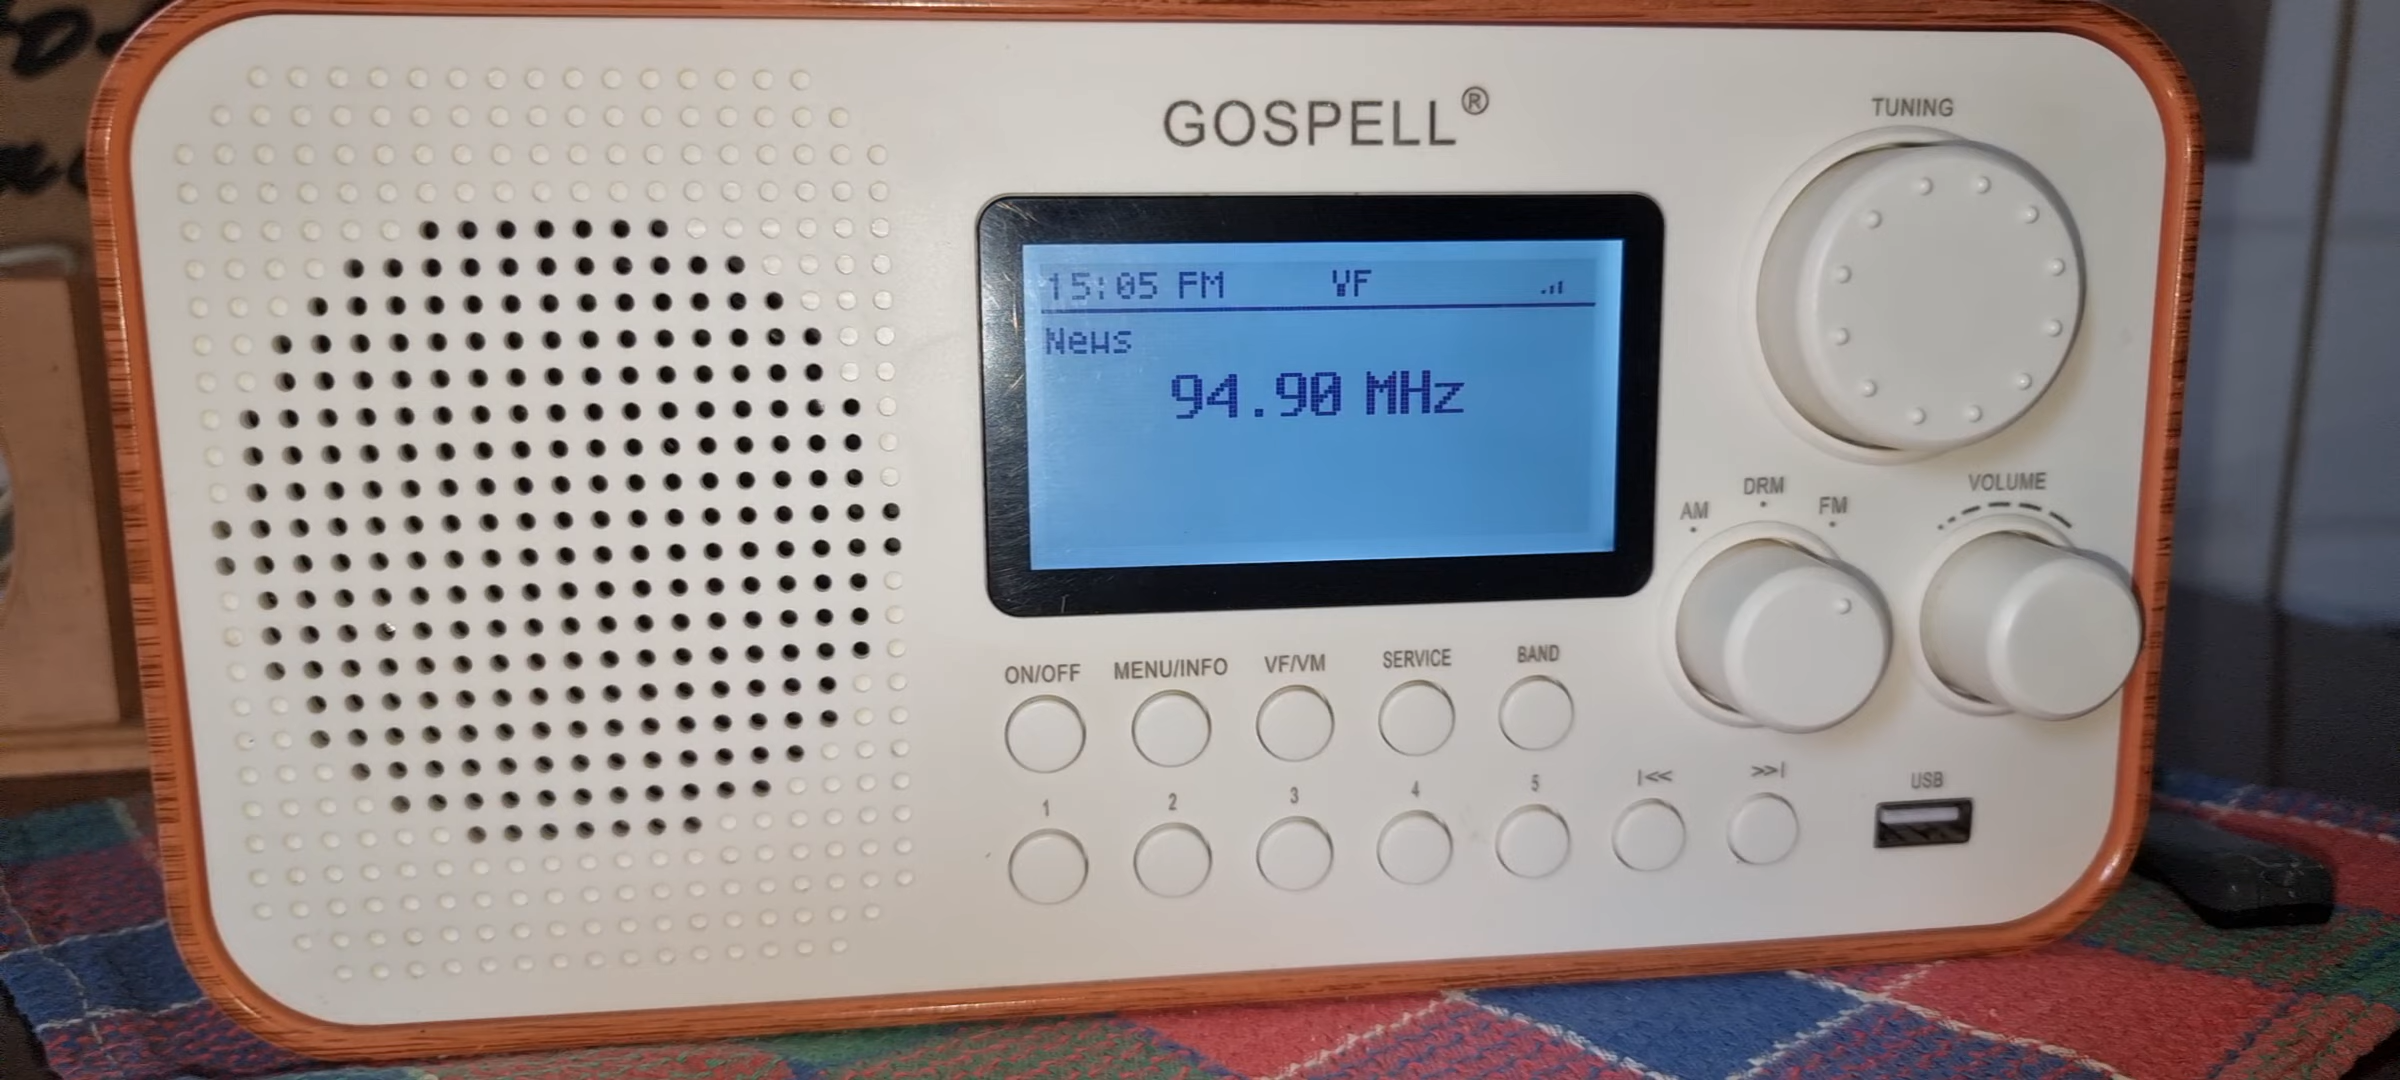 GOSPELL®
TUNING
15:05 FM VF
News
94.90 MHz
AM DRM FM
VOLUME
ON/OFF MENU/INFO VF/VM SERVICE BAND
1 2 3 4 5 I<< >>I
USB